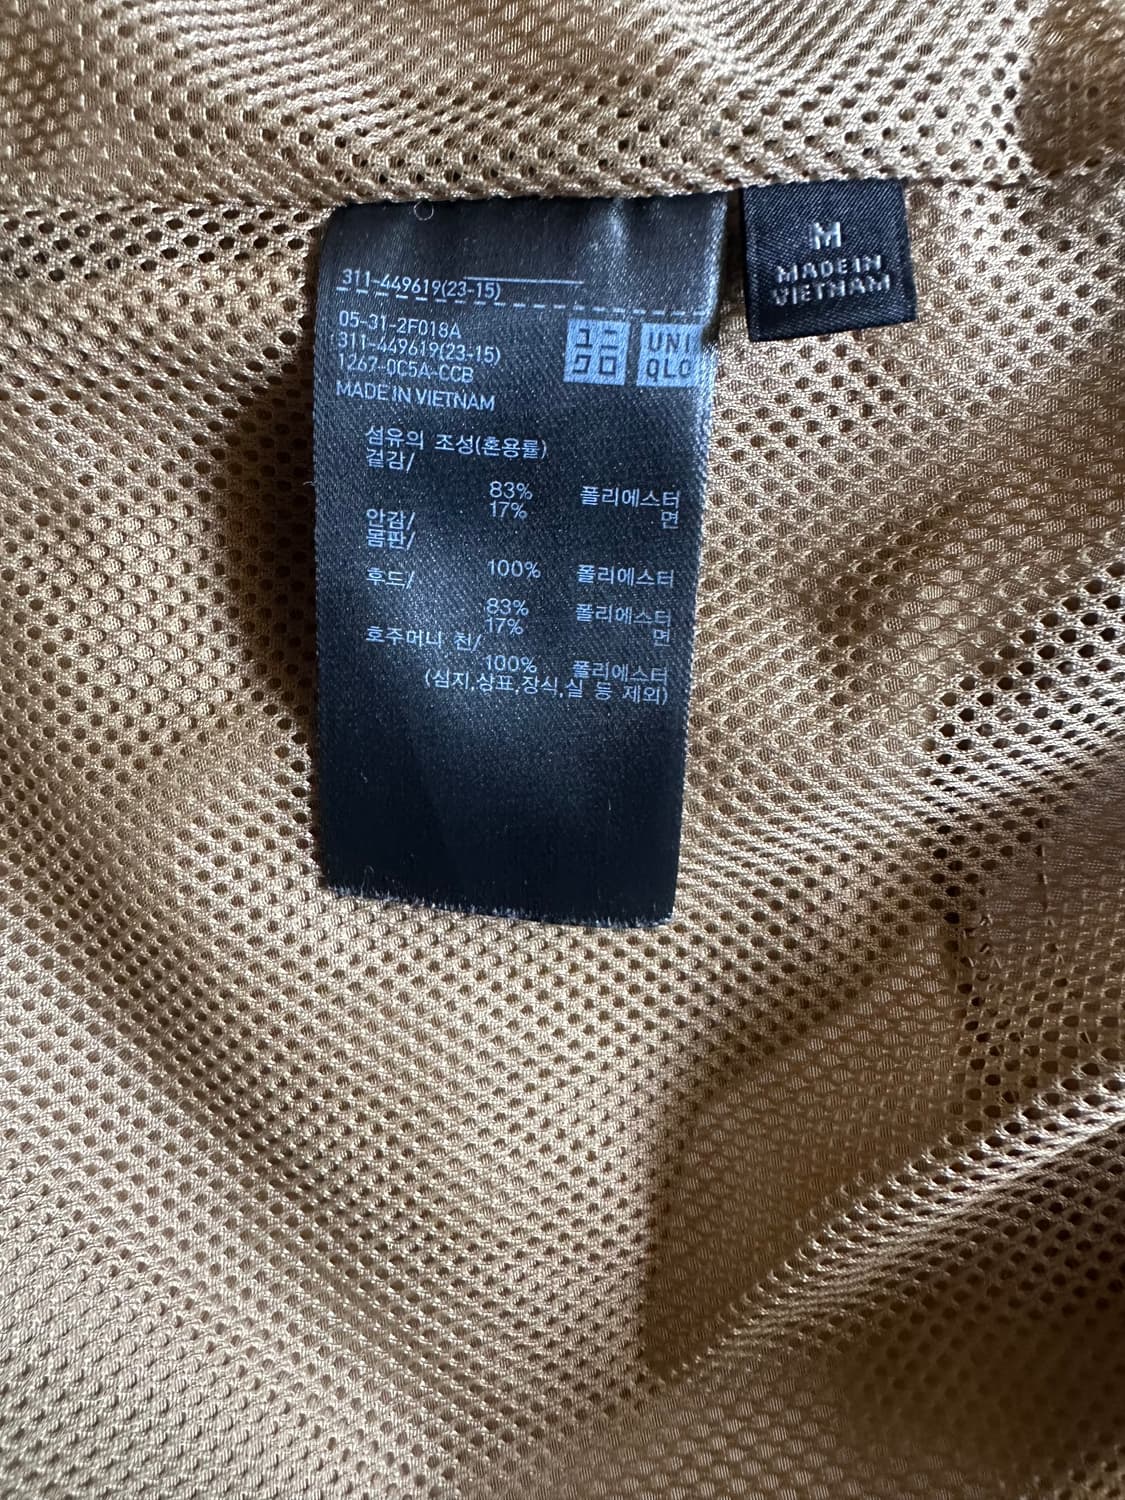 311-449619(23-15)
05-31-2F018A
311-449619(23-15)
1267-0C5A-CCB
MADE IN VIETNAM
UNI
QLO
섬유의 조성(혼용률)
겉감/
83% 폴리에스터
17% 면
안감/
몸판/
100% 폴리에스터
후드/
83% 폴리에스터
17% 면
호주머니 천/
100% 폴리에스터
(심지,상표,장식,실 등 제외)
M
MADE IN
VIETNAM